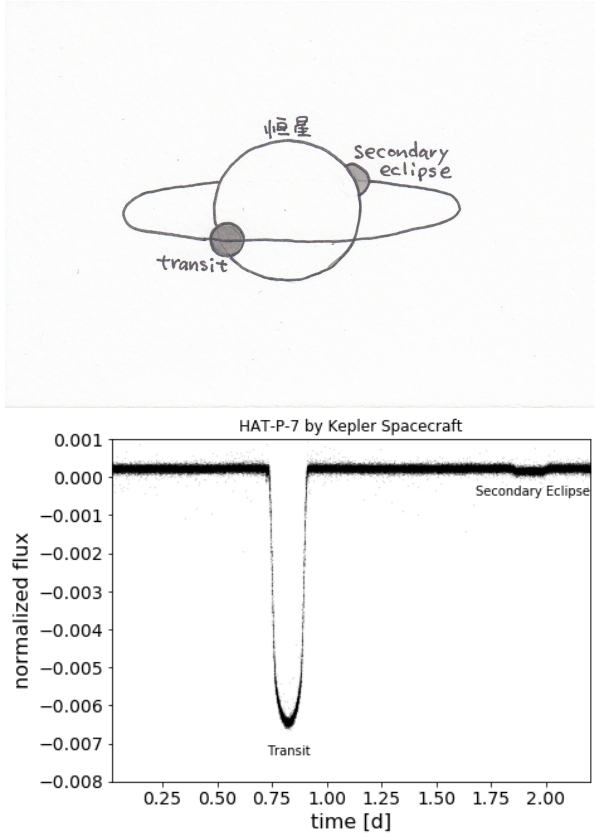 恒星
secondary
eclipse
transit
HAT-P-7 by Kepler Spacecraft
0.001
0.000
−0.001
−0.002
−0.003
−0.004
−0.005
−0.006
−0.007
−0.008
normalized flux
Secondary Eclipse
Transit
0.25 0.50 0.75 1.00 1.25 1.50 1.75 2.00
time [d]